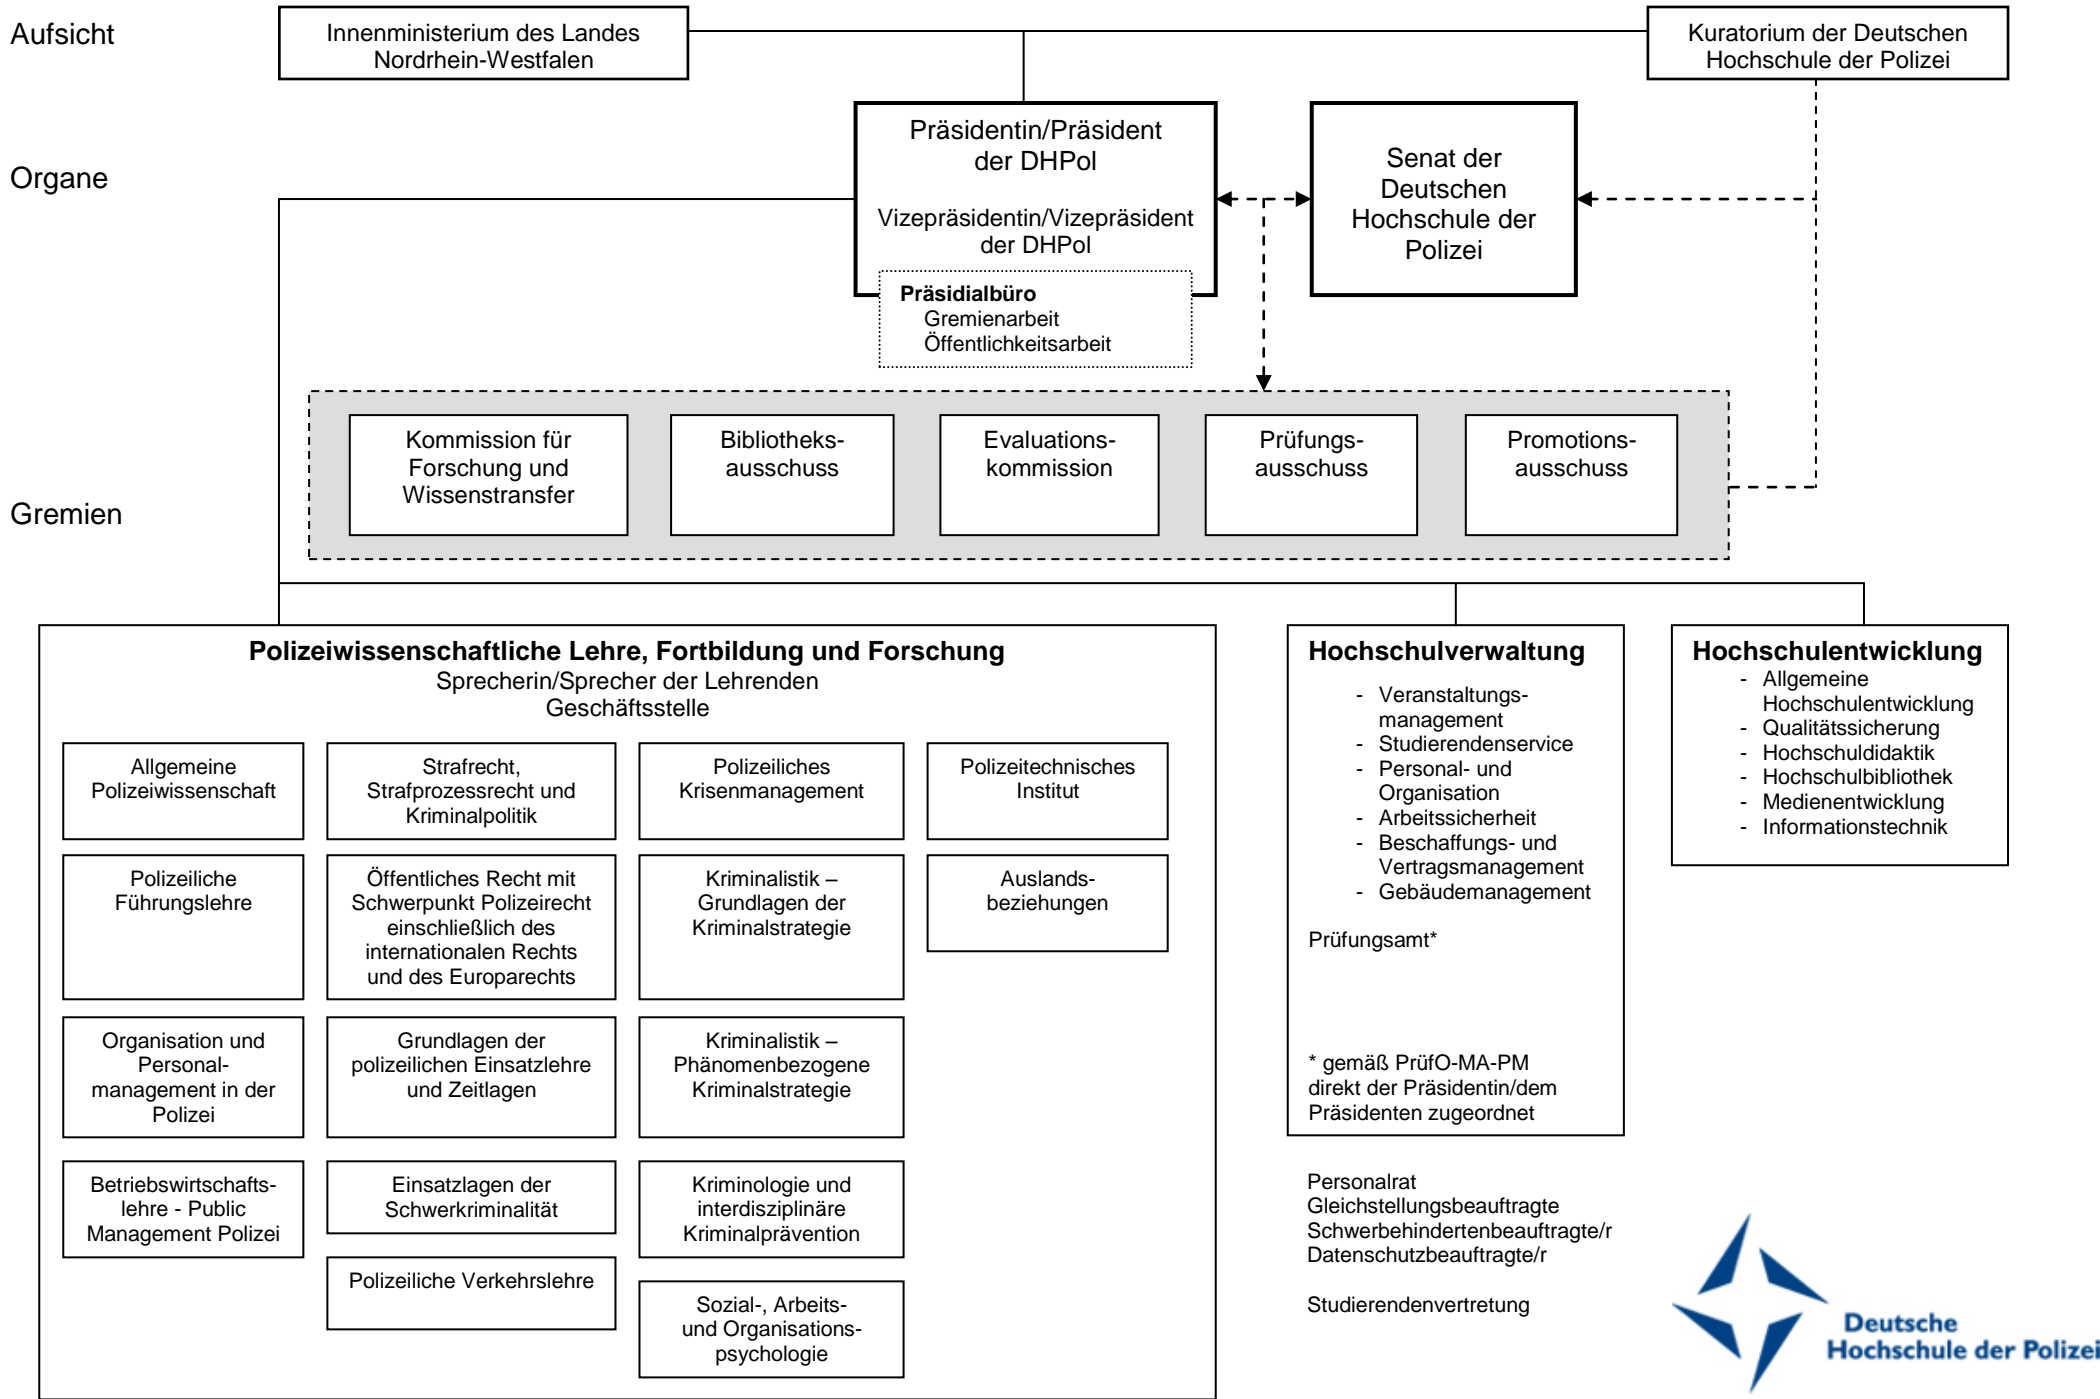 Aufsicht
Innenministerium des Landes
Nordrhein-Westfalen
Kuratorium der Deutschen
Hochschule der Polizei
Organe
Präsidentin/Präsident
der DHPol
Vizepräsidentin/Vizepräsident
der DHPol
Präsidialbüro
Gremienarbeit
Öffentlichkeitsarbeit
Senat der
Deutschen
Hochschule der
Polizei
Gremien
Kommission für
Forschung und
Wissenstransfer
Bibliotheks-
ausschuss
Evaluations-
kommission
Prüfungs-
ausschuss
Promotions-
ausschuss
Polizeiwissenschaftliche Lehre, Fortbildung und Forschung
Sprecherin/Sprecher der Lehrenden
Geschäftsstelle
Allgemeine
Polizeiwissenschaft
Strafrecht,
Strafprozessrecht und
Kriminalpolitik
Polizeiliches
Krisenmanagement
Polizeitechnisches
Institut
Polizeiliche
Führungslehre
Öffentliches Recht mit
Schwerpunkt Polizeirecht
einschließlich des
internationalen Rechts
und des Europarechts
Kriminalistik –
Grundlagen der
Kriminalstrategie
Auslands-
beziehungen
Organisation und
Personal-
management in der
Polizei
Grundlagen der
polizeilichen Einsatzlehre
und Zeitlagen
Kriminalistik –
Phänomenbezogene
Kriminalstrategie
Betriebswirtschafts-
lehre - Public
Management Polizei
Einsatzlagen der
Schwerkriminalität
Kriminologie und
interdisziplinäre
Kriminalprävention
Polizeiliche Verkehrslehre
Sozial-, Arbeits-
und Organisations-
psychologie
Hochschulverwaltung
- Veranstaltungs-
management
- Studierendenservice
- Personal- und
Organisation
- Arbeitssicherheit
- Beschaffungs- und
Vertragsmanagement
- Gebäudemanagement
Prüfungsamt*
* gemäß PrüfO-MA-PM
direkt der Präsidentin/dem
Präsidenten zugeordnet
Hochschulentwicklung
- Allgemeine
Hochschulentwicklung
- Qualitätssicherung
- Hochschuldidaktik
- Hochschulbibliothek
- Medienentwicklung
- Informationstechnik
Personalrat
Gleichstellungsbeauftragte
Schwerbehindertenbeauftragte/r
Datenschutzbeauftragte/r
Studierendenvertretung
Deutsche
Hochschule der Polizei